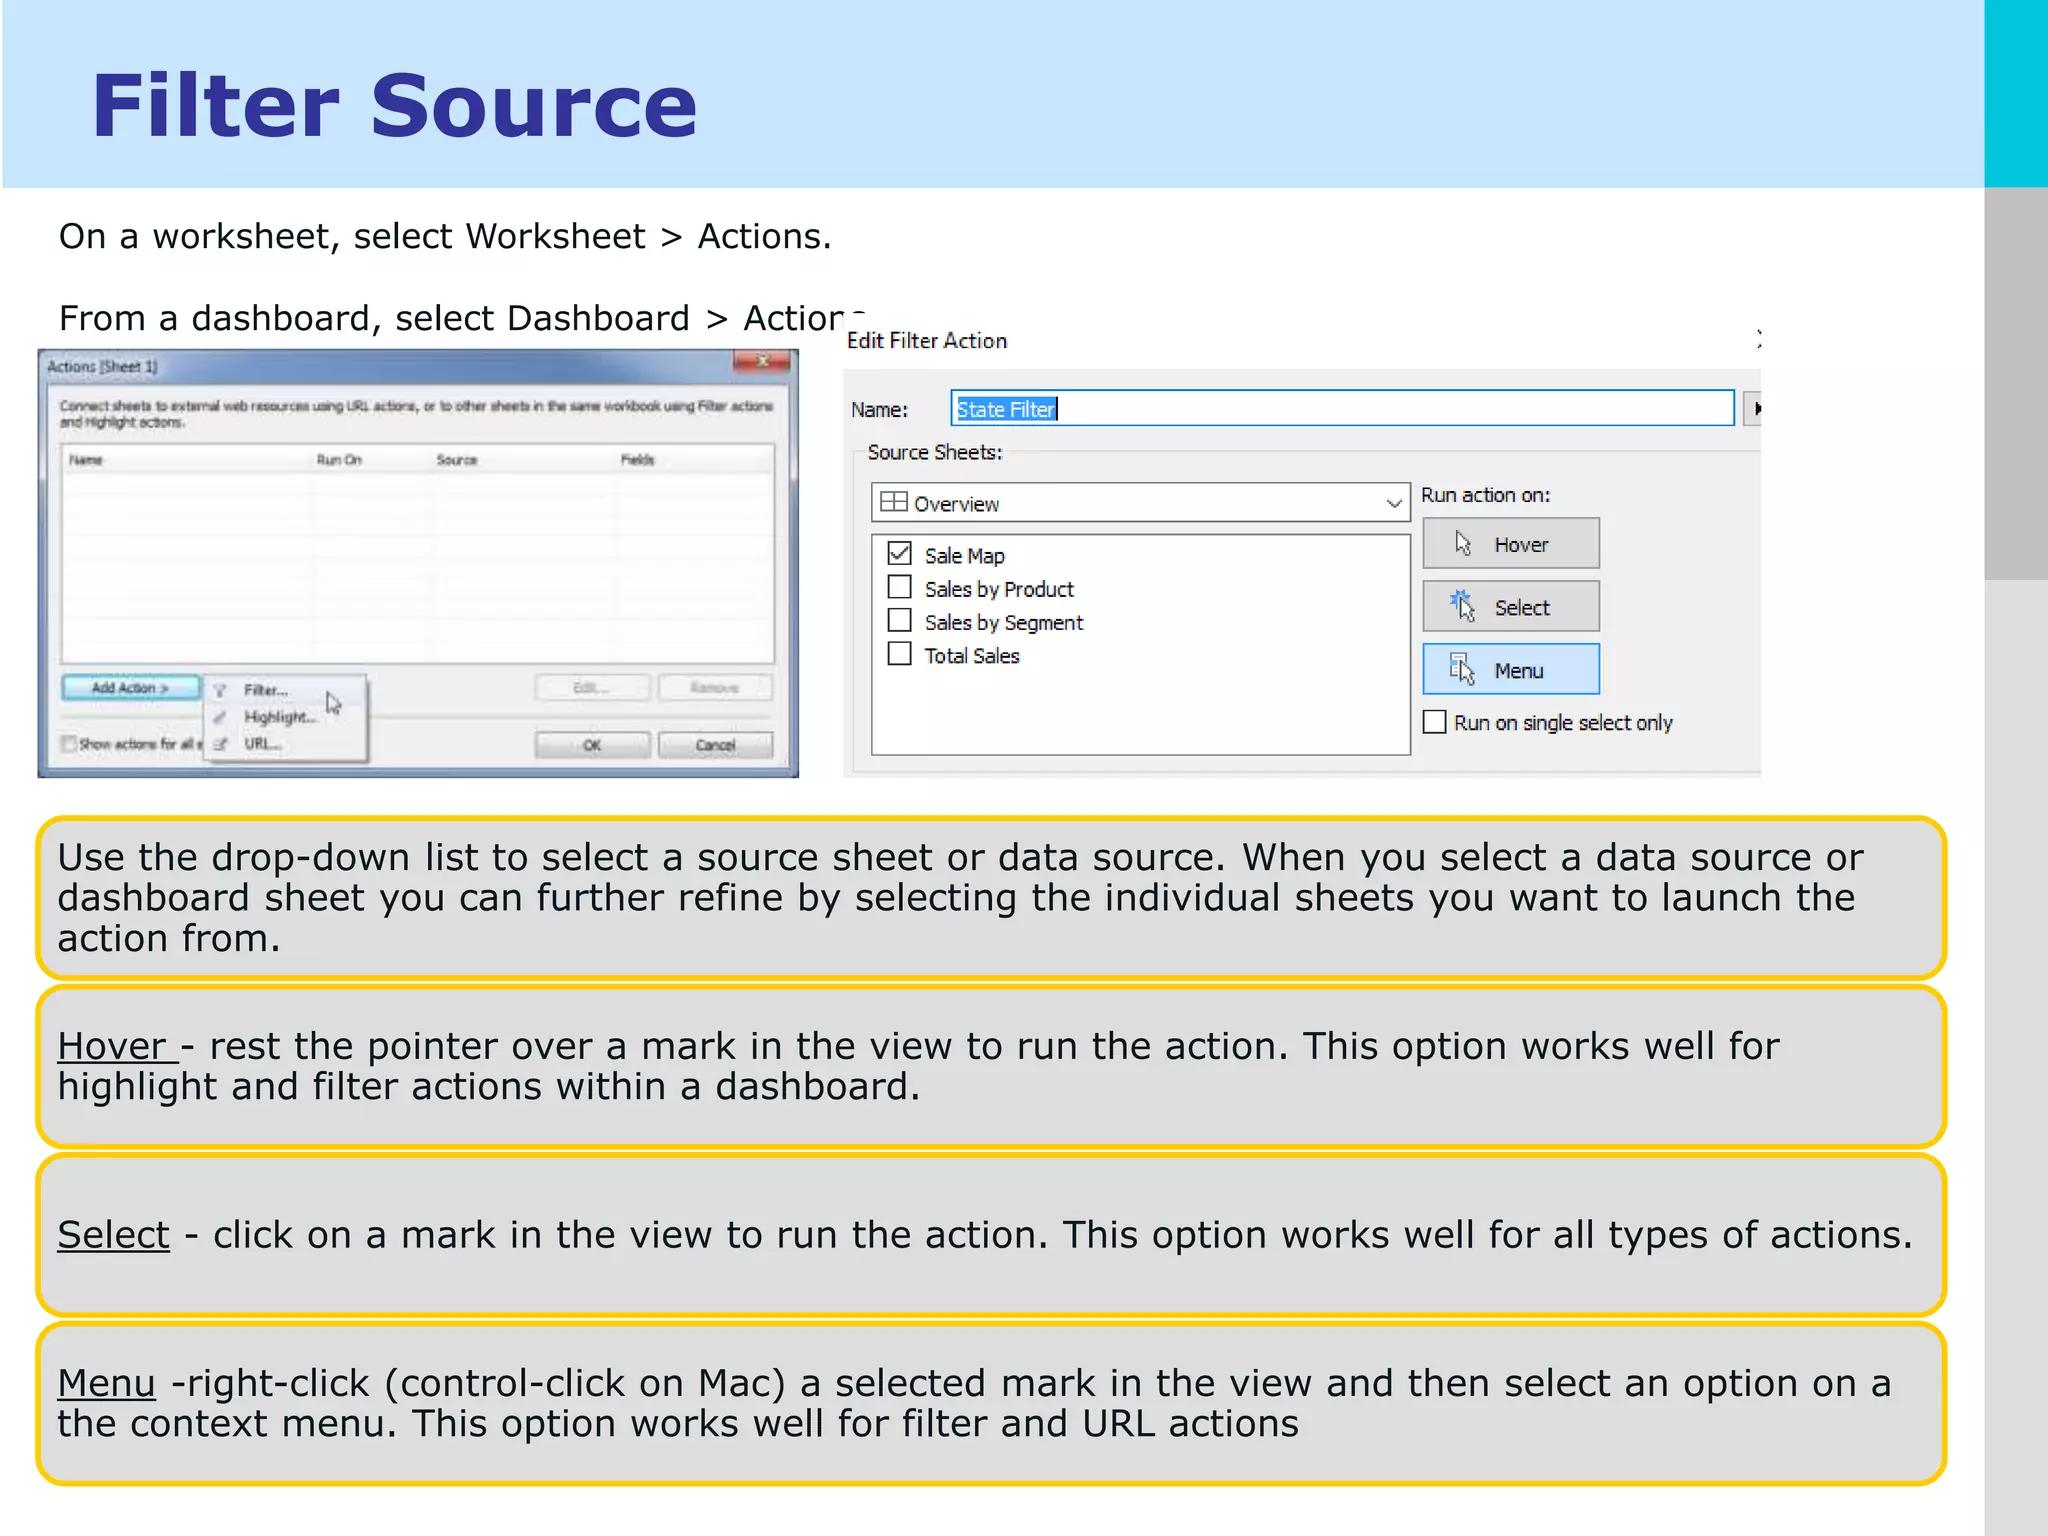 Filter Source
On a worksheet, select Worksheet > Actions.
From a dashboard, select Dashboard > Actions
Actions [Sheet 1]
Connect sheets to external web resources using URL actions, or to other sheets in the same workbook using Filter actions
and Highlight actions.
Name Run On Source Fields
Add Action > Filter... Edit... Remove
Highlight...
Show actions for all URL... OK Cancel
Edit Filter Action
Name: State Filter
Source Sheets:
Overview
Run action on:
Sale Map
Hover
Sales by Product
Select
Sales by Segment
Total Sales
Menu
Run on single select only
Use the drop-down list to select a source sheet or data source. When you select a data source or
dashboard sheet you can further refine by selecting the individual sheets you want to launch the
action from.
Hover - rest the pointer over a mark in the view to run the action. This option works well for
highlight and filter actions within a dashboard.
Select - click on a mark in the view to run the action. This option works well for all types of actions.
Menu -right-click (control-click on Mac) a selected mark in the view and then select an option on a
the context menu. This option works well for filter and URL actions